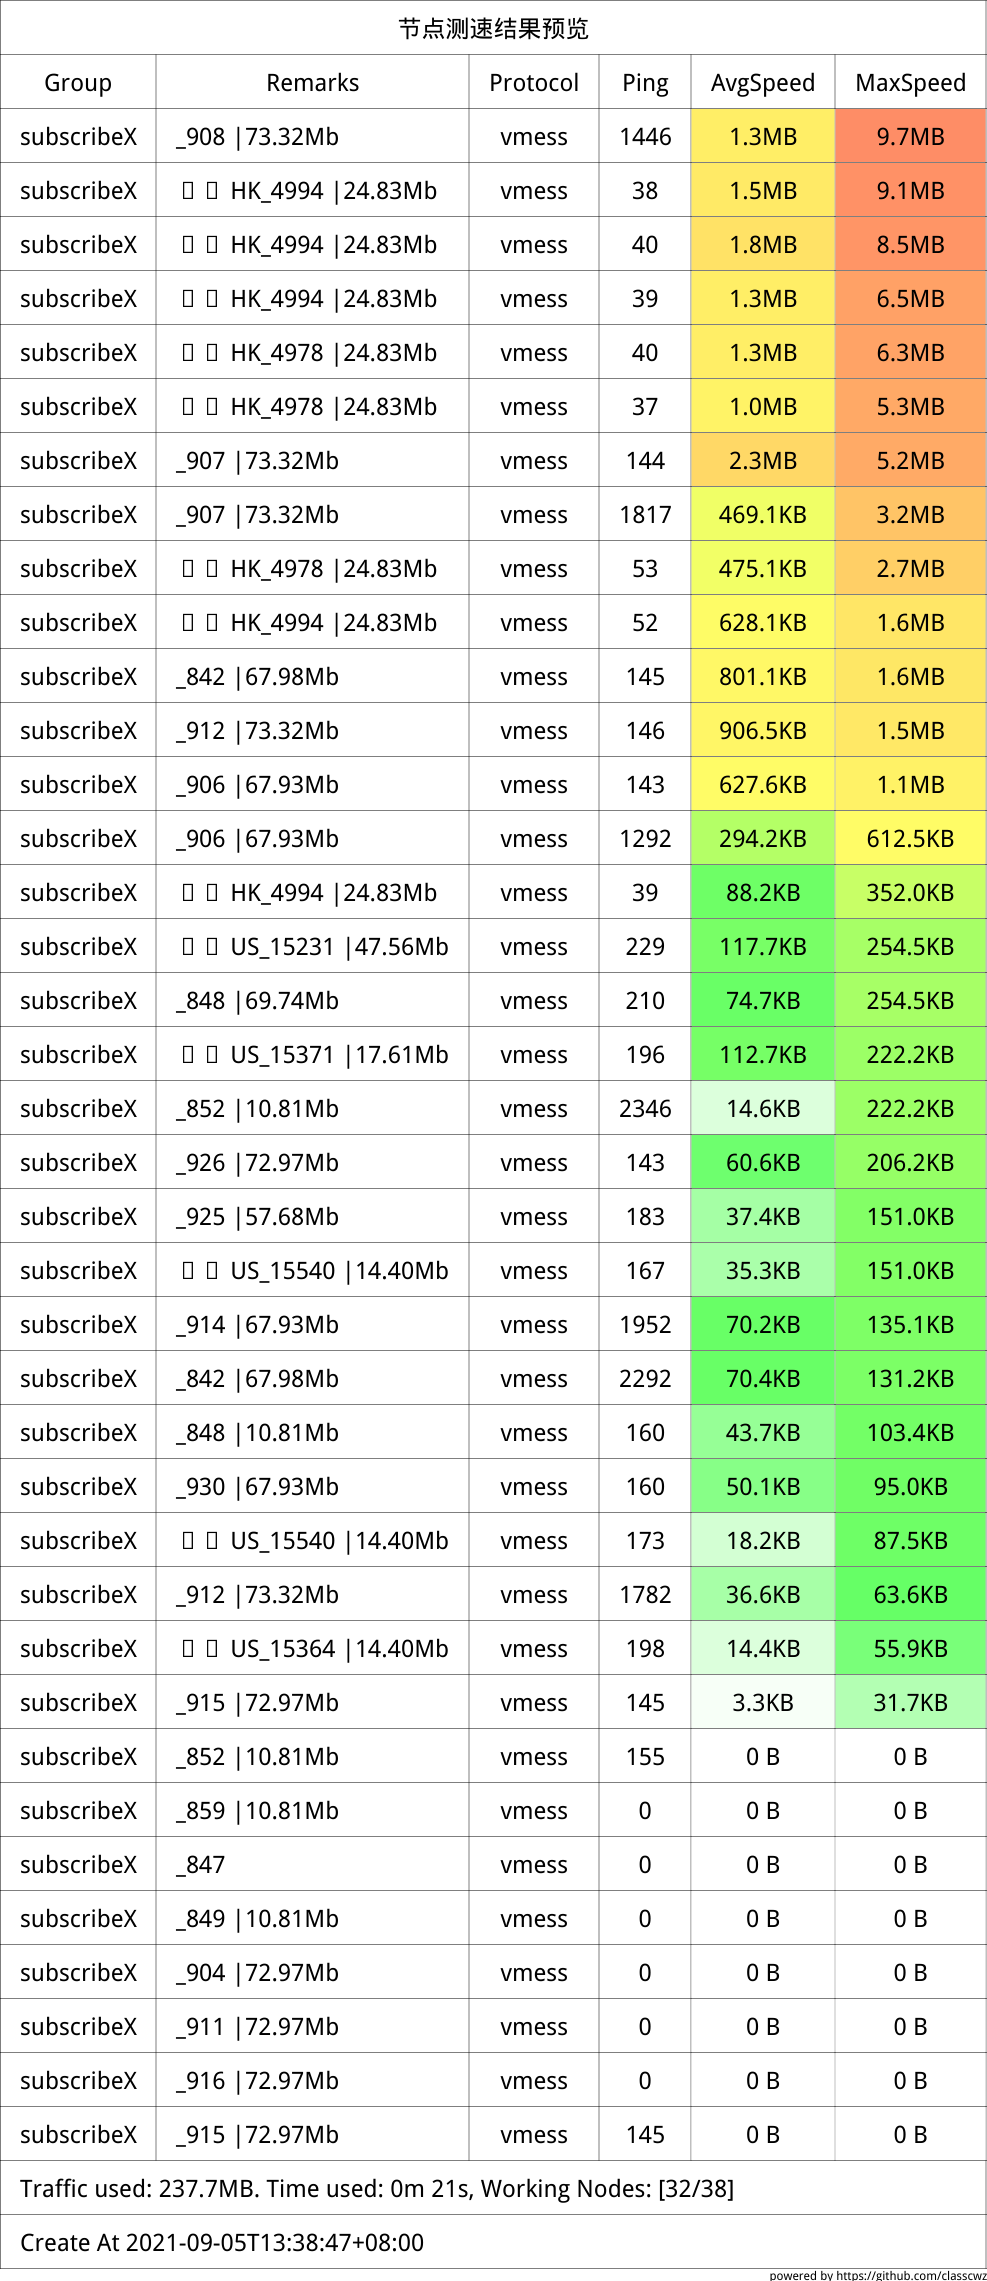 节点测速结果预览
Group Remarks Protocol Ping AvgSpeed MaxSpeed
subscribeX _908 |73.32Mb vmess 1446 1.3MB 9.7MB
subscribeX HK_4994 |24.83Mb vmess 38 1.5MB 9.1MB
subscribeX HK_4994 |24.83Mb vmess 40 1.8MB 8.5MB
subscribeX HK_4994 |24.83Mb vmess 39 1.3MB 6.5MB
subscribeX HK_4978 |24.83Mb vmess 40 1.3MB 6.3MB
subscribeX HK_4978 |24.83Mb vmess 37 1.0MB 5.3MB
subscribeX _907 |73.32Mb vmess 144 2.3MB 5.2MB
subscribeX _907 |73.32Mb vmess 1817 469.1KB 3.2MB
subscribeX HK_4978 |24.83Mb vmess 53 475.1KB 2.7MB
subscribeX HK_4994 |24.83Mb vmess 52 628.1KB 1.6MB
subscribeX _842 |67.98Mb vmess 145 801.1KB 1.6MB
subscribeX _912 |73.32Mb vmess 146 906.5KB 1.5MB
subscribeX _906 |67.93Mb vmess 143 627.6KB 1.1MB
subscribeX _906 |67.93Mb vmess 1292 294.2KB 612.5KB
subscribeX HK_4994 |24.83Mb vmess 39 88.2KB 352.0KB
subscribeX US_15231 |47.56Mb vmess 229 117.7KB 254.5KB
subscribeX _848 |69.74Mb vmess 210 74.7KB 254.5KB
subscribeX US_15371 |17.61Mb vmess 196 112.7KB 222.2KB
subscribeX _852 |10.81Mb vmess 2346 14.6KB 222.2KB
subscribeX _926 |72.97Mb vmess 143 60.6KB 206.2KB
subscribeX _925 |57.68Mb vmess 183 37.4KB 151.0KB
subscribeX US_15540 |14.40Mb vmess 167 35.3KB 151.0KB
subscribeX _914 |67.93Mb vmess 1952 70.2KB 135.1KB
subscribeX _842 |67.98Mb vmess 2292 70.4KB 131.2KB
subscribeX _848 |10.81Mb vmess 160 43.7KB 103.4KB
subscribeX _930 |67.93Mb vmess 160 50.1KB 95.0KB
subscribeX US_15540 |14.40Mb vmess 173 18.2KB 87.5KB
subscribeX _912 |73.32Mb vmess 1782 36.6KB 63.6KB
subscribeX US_15364 |14.40Mb vmess 198 14.4KB 55.9KB
subscribeX _915 |72.97Mb vmess 145 3.3KB 31.7KB
subscribeX _852 |10.81Mb vmess 155 0 B 0 B
subscribeX _859 |10.81Mb vmess 0 0 B 0 B
subscribeX _847 vmess 0 0 B 0 B
subscribeX _849 |10.81Mb vmess 0 0 B 0 B
subscribeX _904 |72.97Mb vmess 0 0 B 0 B
subscribeX _911 |72.97Mb vmess 0 0 B 0 B
subscribeX _916 |72.97Mb vmess 0 0 B 0 B
subscribeX _915 |72.97Mb vmess 145 0 B 0 B
Traffic used: 237.7MB. Time used: 0m 21s, Working Nodes: [32/38]
Create At 2021-09-05T13:38:47+08:00
powered by https://github.com/classcwz